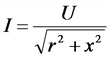 I = U / √(r² + x²)